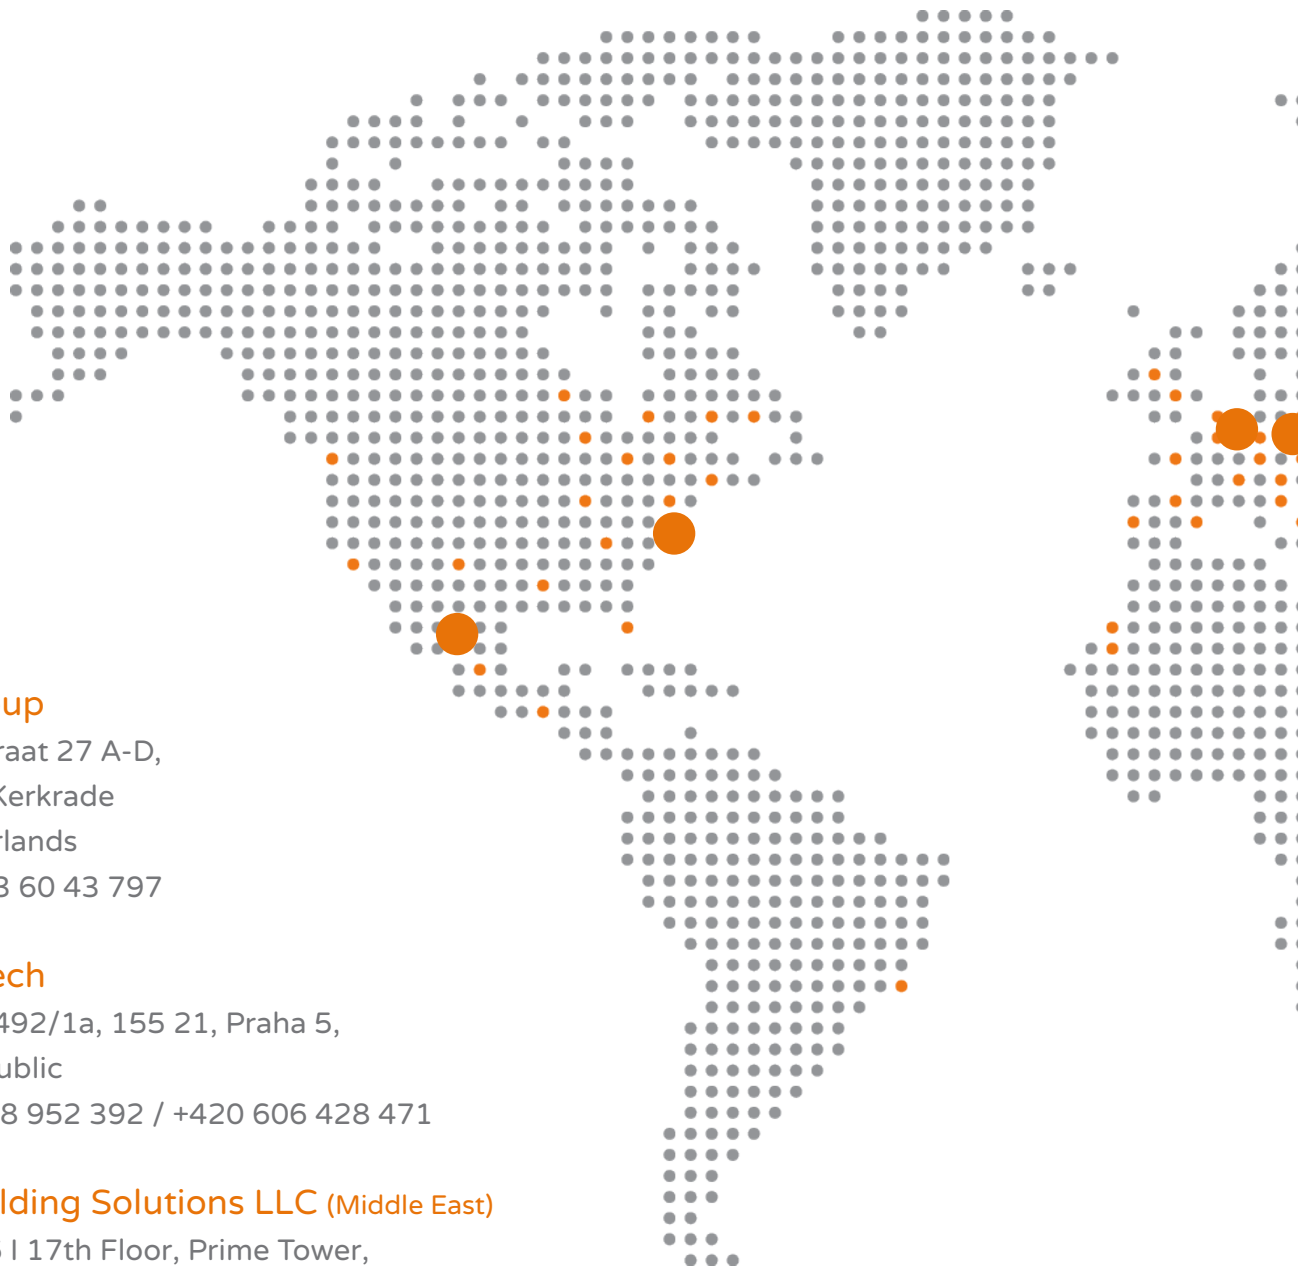 up
raat 27 A-D,
Kerkrade
rlands
60 43 797
ech
492/1a, 155 21, Praha 5,
ublic
8 952 392 / +420 606 428 471
lding Solutions LLC (Middle East)
I 17th Floor, Prime Tower,